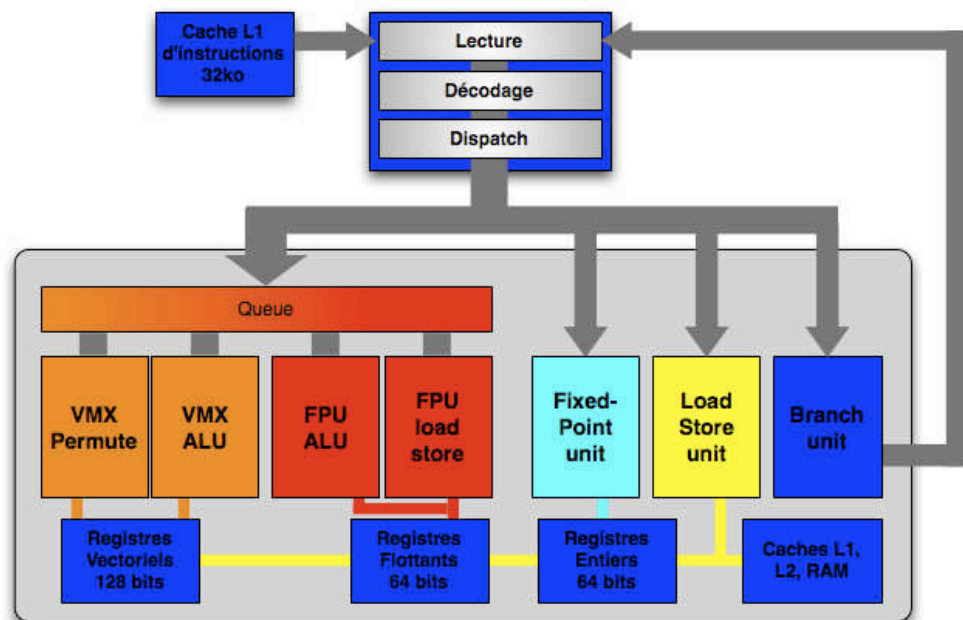 Cache L1
d'instructions
32ko
Lecture
Décodage
Dispatch
Queue
VMX
Permute
VMX
ALU
FPU
ALU
FPU
load
store
Fixed-
Point
unit
Load
Store
unit
Branch
unit
Registres
Vectoriels
128 bits
Registres
Flottants
64 bits
Registres
Entiers
64 bits
Caches L1,
L2, RAM